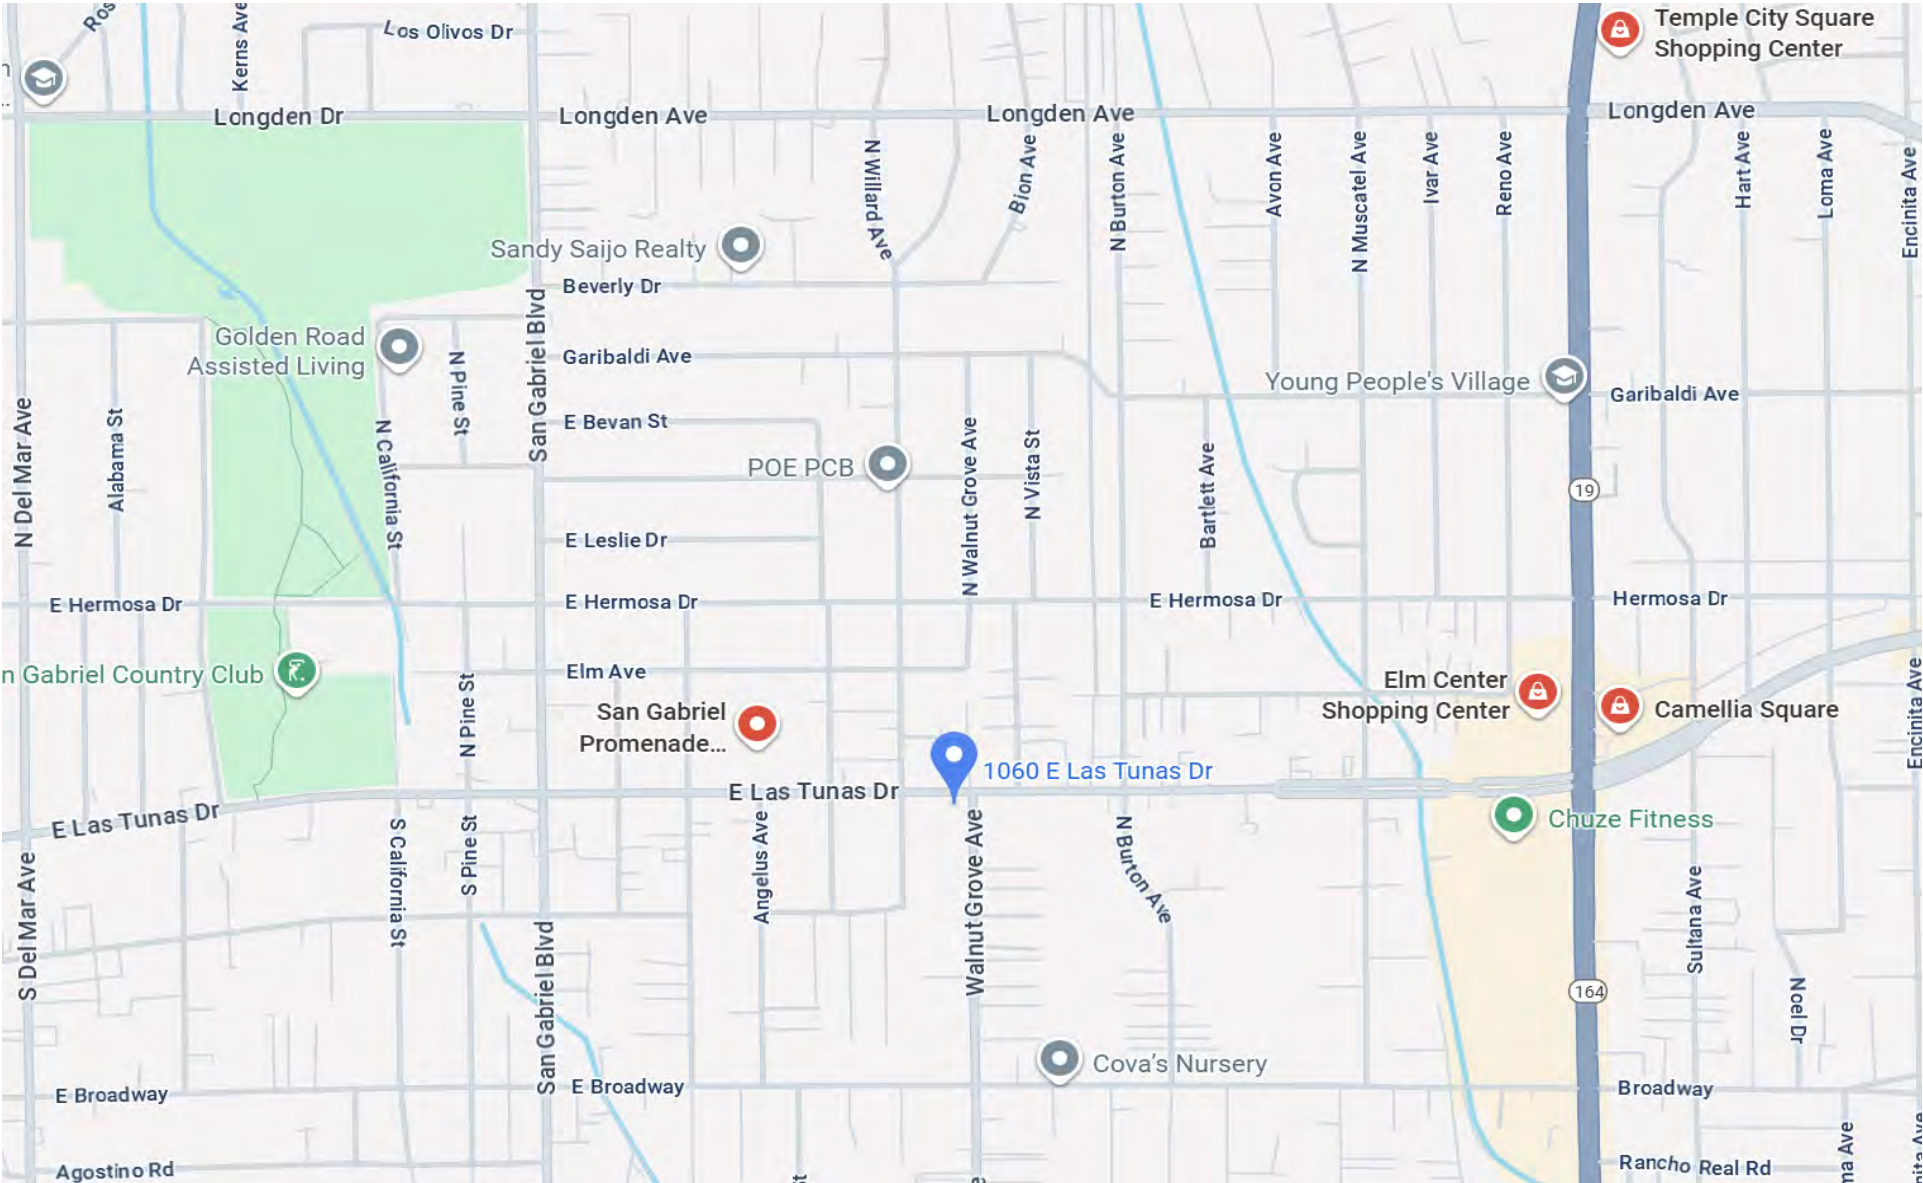 Ros
Kerns Ave
Los Olivos Dr
Temple City Square
Shopping Center
n
..
Longden Dr
Longden Ave
Longden Ave
Longden Ave
N Willard Ave
Bion Ave
N Burton Ave
Avon Ave
N Muscatel Ave
Ivar Ave
Reno Ave
Hart Ave
Loma Ave
Encinita Ave
Sandy Saijo Realty
Beverly Dr
San Gabriel Blvd
Golden Road
Assisted Living
N Pine St
Garibaldi Ave
Young People's Village
Garibaldi Ave
N Del Mar Ave
Alabama St
N California St
E Bevan St
POE PCB
N Walnut Grove Ave
N Vista St
Bartlett Ave
19
E Leslie Dr
E Hermosa Dr
E Hermosa Dr
E Hermosa Dr
Hermosa Dr
n Gabriel Country Club
N Pine St
Elm Ave
San Gabriel
Promenade...
Elm Center
Shopping Center
Camellia Square
Encinita Ave
1060 E Las Tunas Dr
E Las Tunas Dr
E Las Tunas Dr
Chuze Fitness
S Del Mar Ave
S California St
S Pine St
Angelus Ave
Walnut Grove Ave
N Burton Ave
Sultana Ave
San Gabriel Blvd
164
Noel Dr
Cova's Nursery
E Broadway
E Broadway
Broadway
Agostino Rd
st
e
Rancho Real Rd
ma Ave
nita Ave